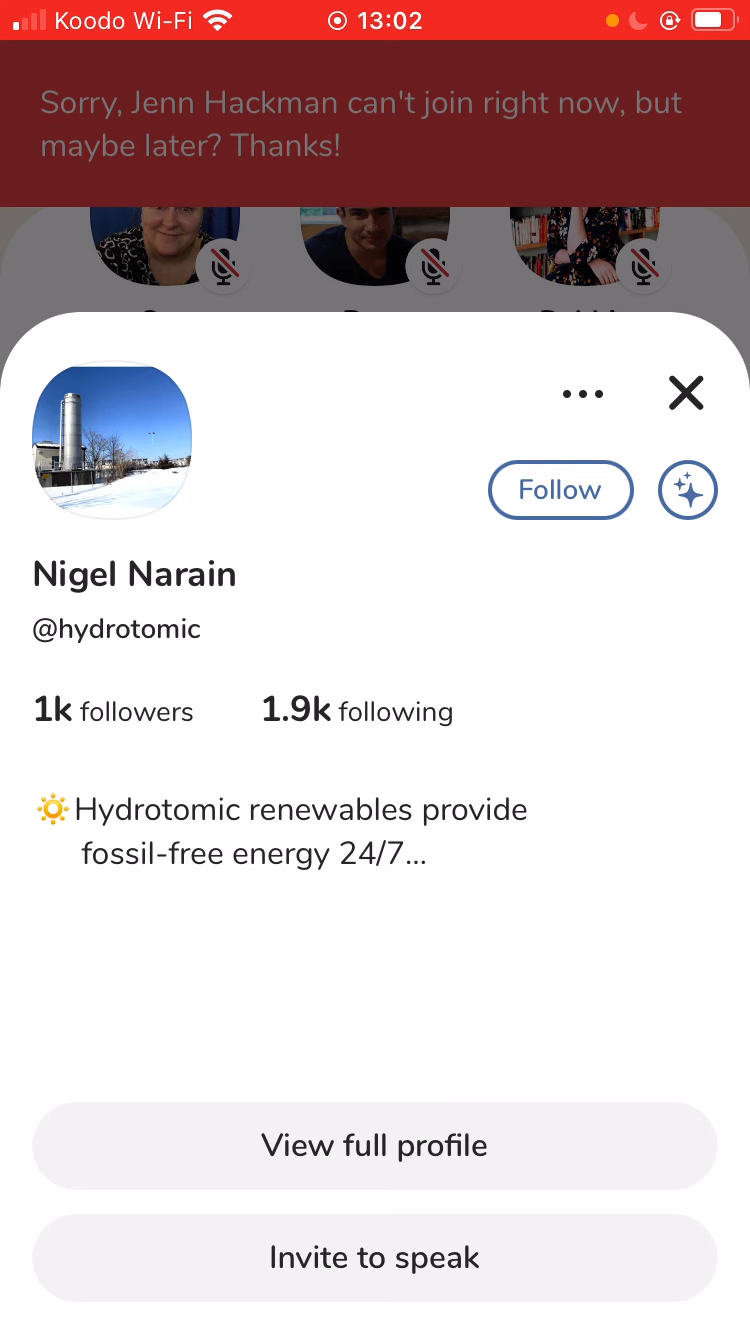 Koodo Wi-Fi 13:02
Sorry, Jenn Hackman can't join right now, but
maybe later? Thanks!
Follow
Nigel Narain
@hydrotomic
1k followers 1.9k following
Hydrotomic renewables provide
fossil-free energy 24/7...
View full profile
Invite to speak